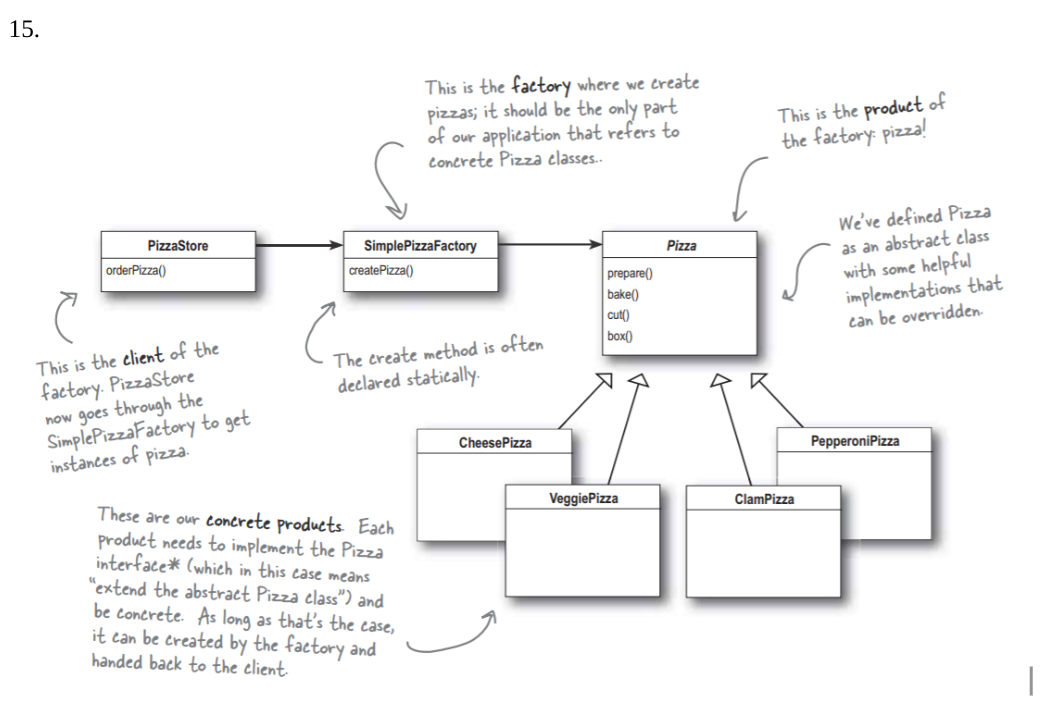 15.
This is the factory where we create
pizzas; it should be the only part
of our application that refers to
concrete Pizza classes..
This is the product of
the factory: pizza!
We've defined Pizza
as an abstract class
with some helpful
implementations that
can be overridden.
PizzaStore
orderPizza()
SimplePizzaFactory
createPizza()
Pizza
prepare()
bake()
cut()
box()
This is the client of the
factory. PizzaStore
now goes through the
SimplePizzaFactory to get
instances of pizza.
The create method is often
declared statically.
CheesePizza
VeggiePizza
ClamPizza
PepperoniPizza
These are our concrete products. Each
product needs to implement the Pizza
interface* (which in this case means
"extend the abstract Pizza class") and
be concrete. As long as that's the case,
it can be created by the factory and
handed back to the client.